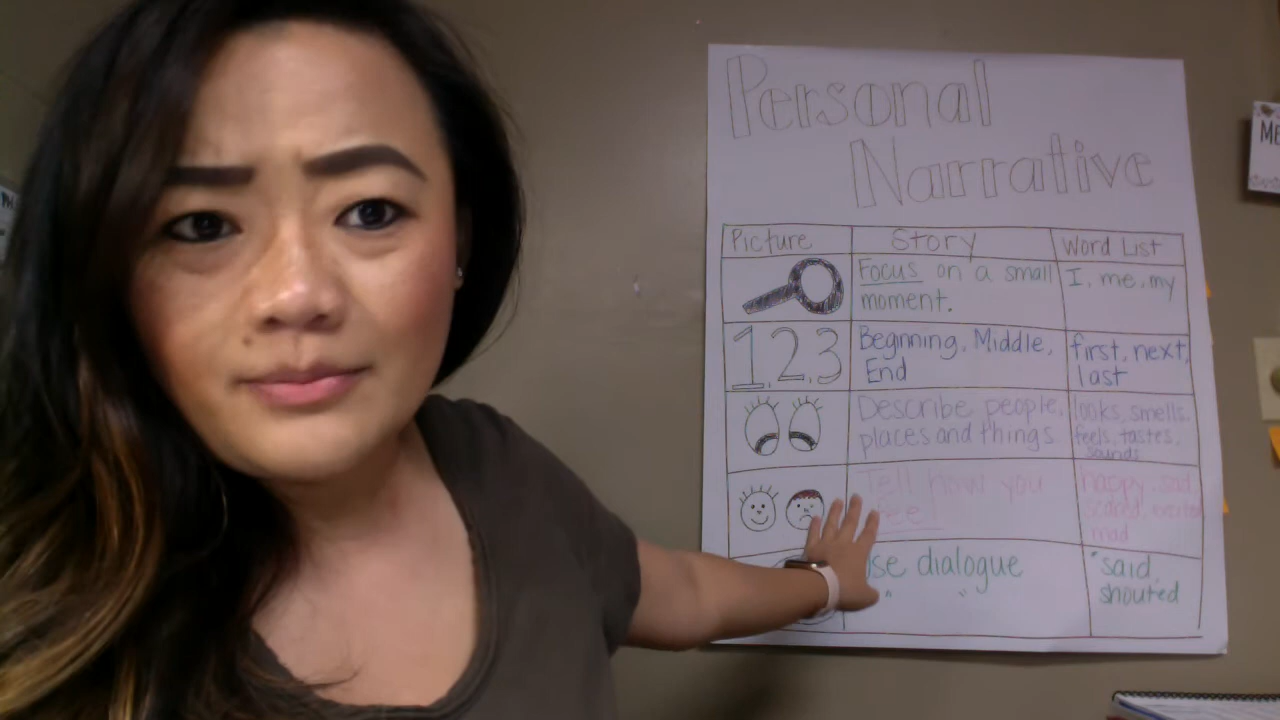 Personal
Narrative
Picture
Story
Word List
Focus on a small
moment.
I, me, my
1.2.3
Beginning, Middle,
End
first, next,
last
Describe people,
places and things
looks, smells,
feels, tastes,
sounds
Tell how you
happy, sad,
scared, excited
mad
dialogue
" "
"said,
shouted
ME